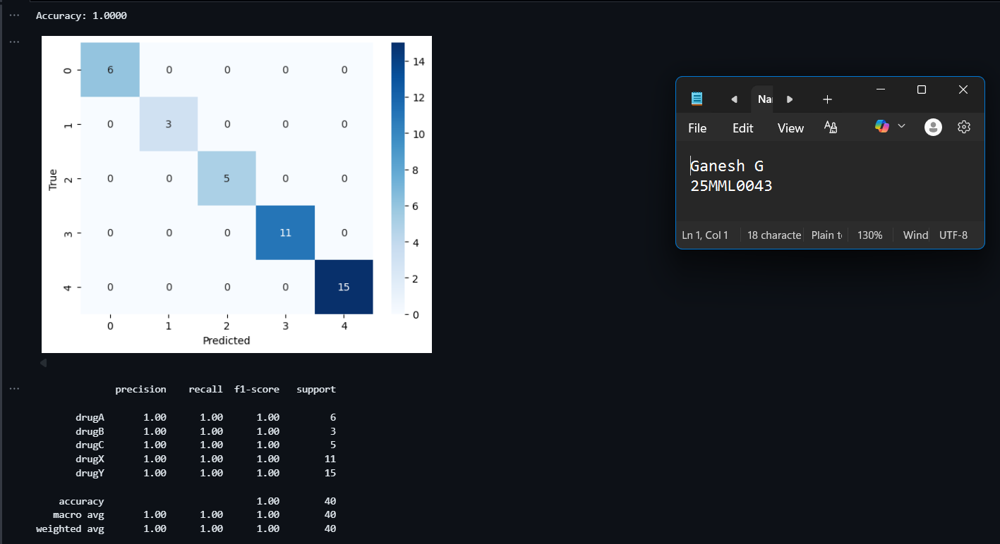 Accuracy: 1.0000
0 6 0 0 0 0
1 0 3 0 0 0
2 0 0 5 0 0
3 0 0 0 11 0
4 0 0 0 0 15
True
0 1 2 3 4
Predicted
14
12
10
8
6
4
2
0
precision recall f1-score support
drugA 1.00 1.00 1.00 6
drugB 1.00 1.00 1.00 3
drugC 1.00 1.00 1.00 5
drugX 1.00 1.00 1.00 11
drugY 1.00 1.00 1.00 15
accuracy 1.00 40
macro avg 1.00 1.00 1.00 40
weighted avg 1.00 1.00 1.00 40
File Edit View
Ganesh G
25MML0043
Ln 1, Col 1 18 characte Plain t 130% Wind UTF-8